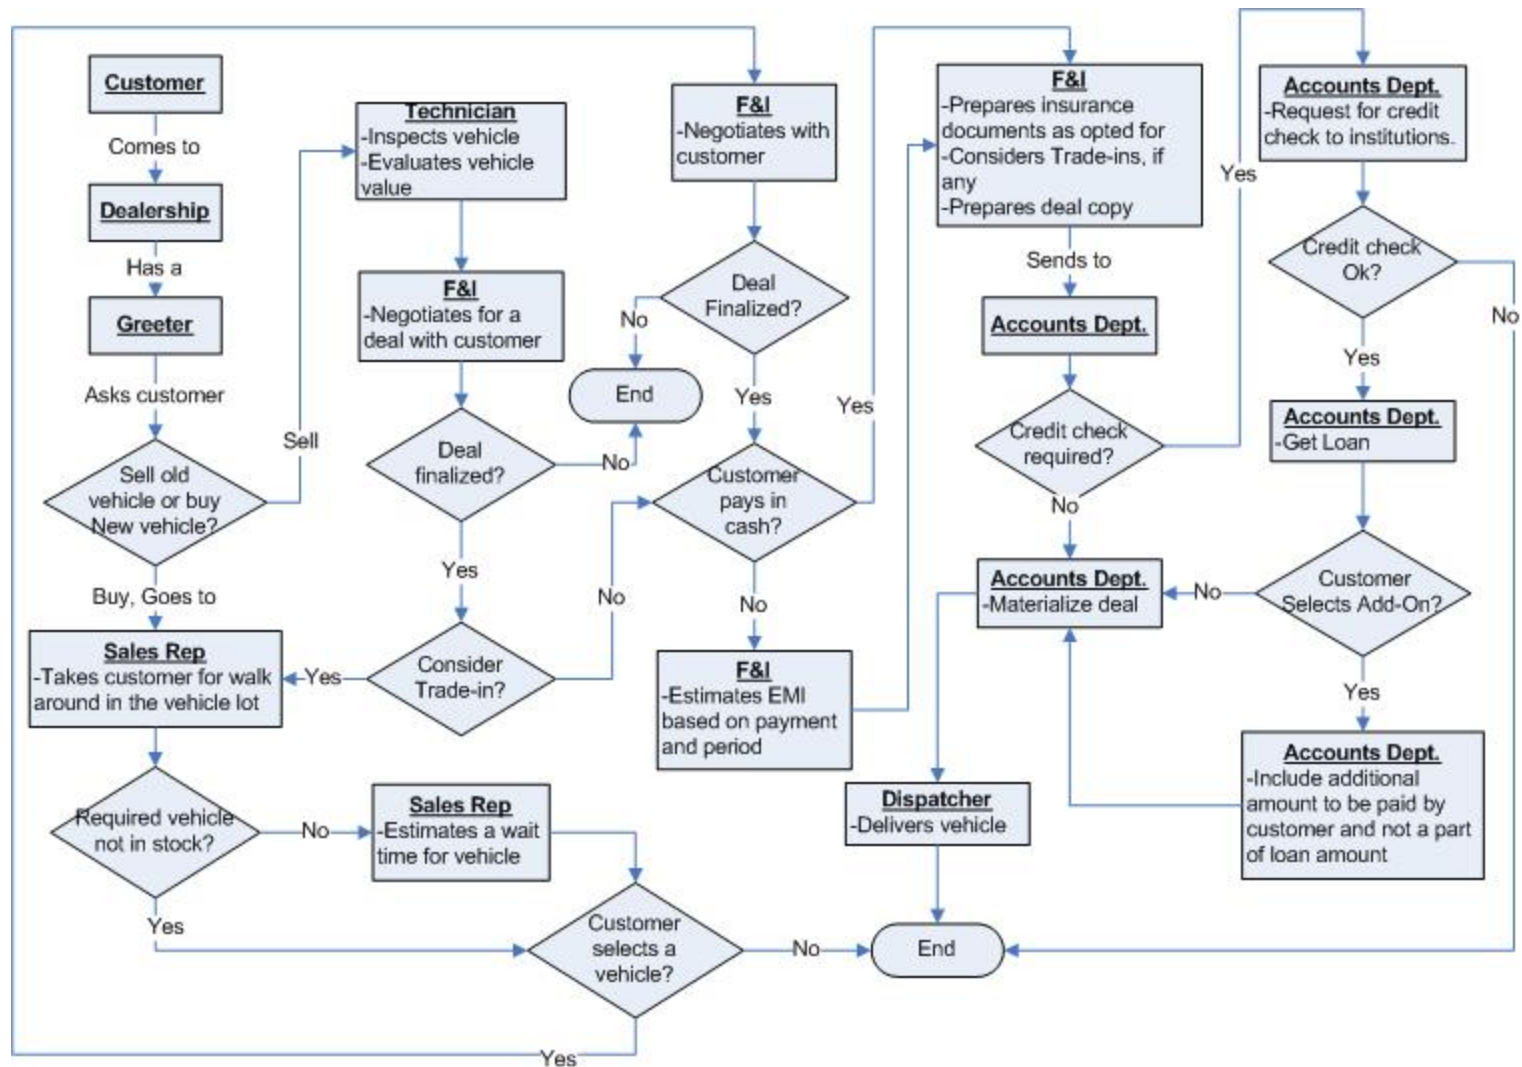 Customer
Comes to
Dealership
Has a
Greeter
Asks customer
Sell old
vehicle or buy
New vehicle?
Sell
Buy, Goes to
Sales Rep
-Takes customer for walk
around in the vehicle lot
Required vehicle
not in stock?
No
Yes
Sales Rep
-Estimates a wait
time for vehicle
Customer
selects a
vehicle?
No
Yes
Technician
-Inspects vehicle
-Evaluates vehicle
value
F&I
-Negotiates for a
deal with customer
Deal
finalized?
No
Yes
Consider
Trade-in?
Yes
No
F&I
-Negotiates with
customer
Deal
Finalized?
No
End
Yes
Customer
pays in
cash?
Yes
No
F&I
-Estimates EMI
based on payment
and period
F&I
-Prepares insurance
documents as opted for
-Considers Trade-ins, if
any
-Prepares deal copy
Sends to
Accounts Dept.
Credit check
required?
Yes
No
Accounts Dept.
-Materialize deal
Dispatcher
-Delivers vehicle
End
Accounts Dept.
-Request for credit
check to institutions.
Credit check
Ok?
No
Yes
Accounts Dept.
-Get Loan
Customer
Selects Add-On?
No
Yes
Accounts Dept.
-Include additional
amount to be paid by
customer and not a part
of loan amount